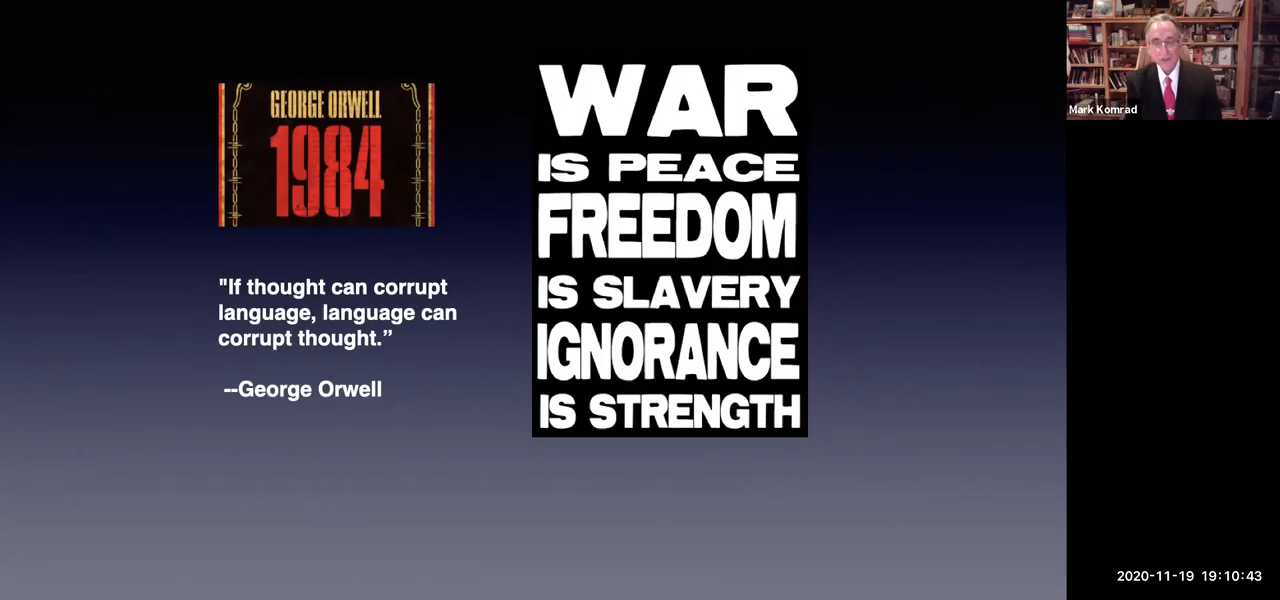 GEORGE ORWELL
1984
"If thought can corrupt
language, language can
corrupt thought.”
--George Orwell
WAR
IS PEACE
FREEDOM
IS SLAVERY
IGNORANCE
IS STRENGTH
Mark Komrad
2020-11-19 19:10:43